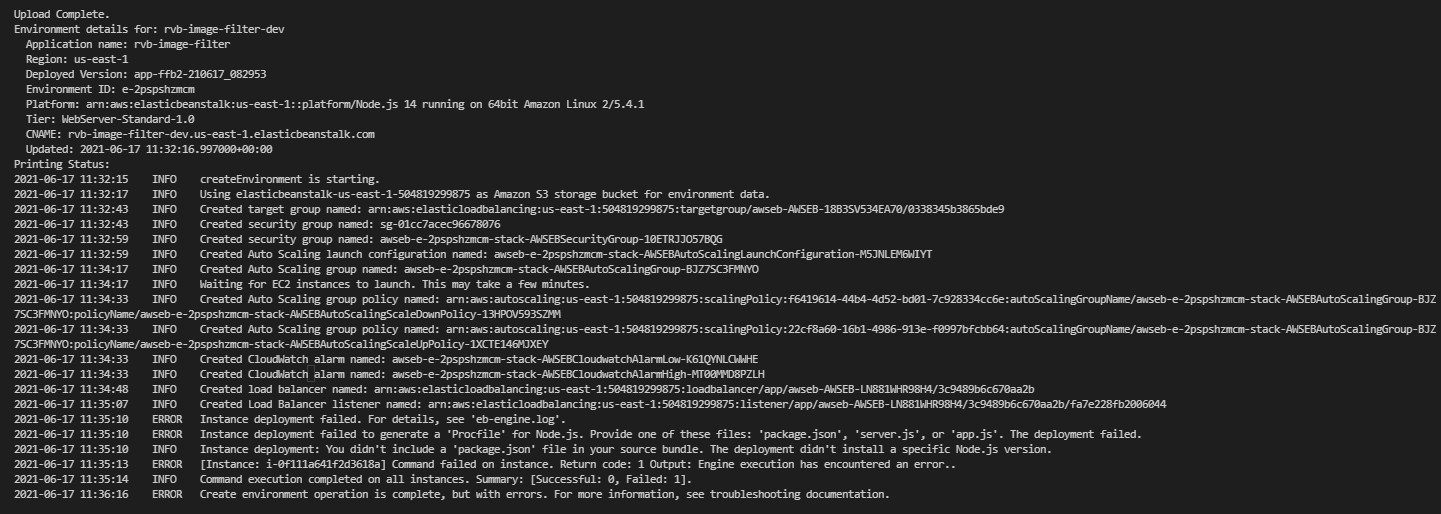 Upload Complete.
Environment details for: rvb-image-filter-dev
Application name: rvb-image-filter
Region: us-east-1
Deployed Version: app-ffb2-210617_082953
Environment ID: e-2pspshzmcm
Platform: arn:aws:elasticbeanstalk:us-east-1::platform/Node.js 14 running on 64bit Amazon Linux 2/5.4.1
Tier: WebServer-Standard-1.0
CNAME: rvb-image-filter-dev.us-east-1.elasticbeanstalk.com
Updated: 2021-06-17 11:32:16.997000+00:00
Printing Status:
2021-06-17 11:32:15    INFO    createEnvironment is starting.
2021-06-17 11:32:17    INFO    Using elasticbeanstalk-us-east-1-504819299875 as Amazon S3 storage bucket for environment data.
2021-06-17 11:32:43    INFO    Created target group named: arn:aws:elasticloadbalancing:us-east-1:504819299875:targetgroup/awseb-AWSEB-18B3SV534EA70/0338345b3865bde9
2021-06-17 11:32:43    INFO    Created security group named: sg-01cc7acec96678076
2021-06-17 11:32:59    INFO    Created security group named: awseb-e-2pspshzmcm-stack-AWSEBSecurityGroup-10ETRJJO57BQG
2021-06-17 11:32:59    INFO    Created Auto Scaling launch configuration named: awseb-e-2pspshzmcm-stack-AWSEBAutoScalingLaunchConfiguration-M5JNLEM6WIYT
2021-06-17 11:34:17    INFO    Created Auto Scaling group named: awseb-e-2pspshzmcm-stack-AWSEBAutoScalingGroup-BJZ7SC3FMNYO
2021-06-17 11:34:17    INFO    Waiting for EC2 instances to launch. This may take a few minutes.
2021-06-17 11:34:33    INFO    Created Auto Scaling group policy named: arn:aws:autoscaling:us-east-1:504819299875:scalingPolicy:f6419614-44b4-4d52-bd01-7c928334cc6e:autoScalingGroupName/awseb-e-2pspshzmcm-stack-AWSEBAutoScalingGroup-BJZ
7SC3FMNYO:policyName/awseb-e-2pspshzmcm-stack-AWSEBAutoScalingScaleDownPolicy-13HPOV593SZMM
2021-06-17 11:34:33    INFO    Created Auto Scaling group policy named: arn:aws:autoscaling:us-east-1:504819299875:scalingPolicy:22cf8a60-16b1-4986-913e-f0997bfcbb64:autoScalingGroupName/awseb-e-2pspshzmcm-stack-AWSEBAutoScalingGroup-BJZ
7SC3FMNYO:policyName/awseb-e-2pspshzmcm-stack-AWSEBAutoScalingScaleUpPolicy-1XCTE146MJXEY
2021-06-17 11:34:33    INFO    Created CloudWatch alarm named: awseb-e-2pspshzmcm-stack-AWSEBCloudwatchAlarmLow-K61QYNLCWWHE
2021-06-17 11:34:33    INFO    Created CloudWatch alarm named: awseb-e-2pspshzmcm-stack-AWSEBCloudwatchAlarmHigh-MT00MMD8PZLH
2021-06-17 11:34:48    INFO    Created load balancer named: arn:aws:elasticloadbalancing:us-east-1:504819299875:loadbalancer/app/awseb-AWSEB-LN881WHR98H4/3c9489b6c670aa2b
2021-06-17 11:35:07    INFO    Created Load Balancer listener named: arn:aws:elasticloadbalancing:us-east-1:504819299875:listener/app/awseb-AWSEB-LN881WHR98H4/3c9489b6c670aa2b/fa7e228fb2006044
2021-06-17 11:35:10    ERROR    Instance deployment failed. For details, see 'eb-engine.log'.
2021-06-17 11:35:10    ERROR    Instance deployment failed to generate a 'Procfile' for Node.js. Provide one of these files: 'package.json', 'server.js', or 'app.js'. The deployment failed.
2021-06-17 11:35:10    INFO    Instance deployment: You didn't include a 'package.json' file in your source bundle. The deployment didn't install a specific Node.js version.
2021-06-17 11:35:13    ERROR    [Instance: i-0f111a641f2d3618a] Command failed on instance. Return code: 1 Output: Engine execution has encountered an error..
2021-06-17 11:35:14    INFO    Command execution completed on all instances. Summary: [Successful: 0, Failed: 1].
2021-06-17 11:36:16    ERROR    Create environment operation is complete, but with errors. For more information, see troubleshooting documentation.